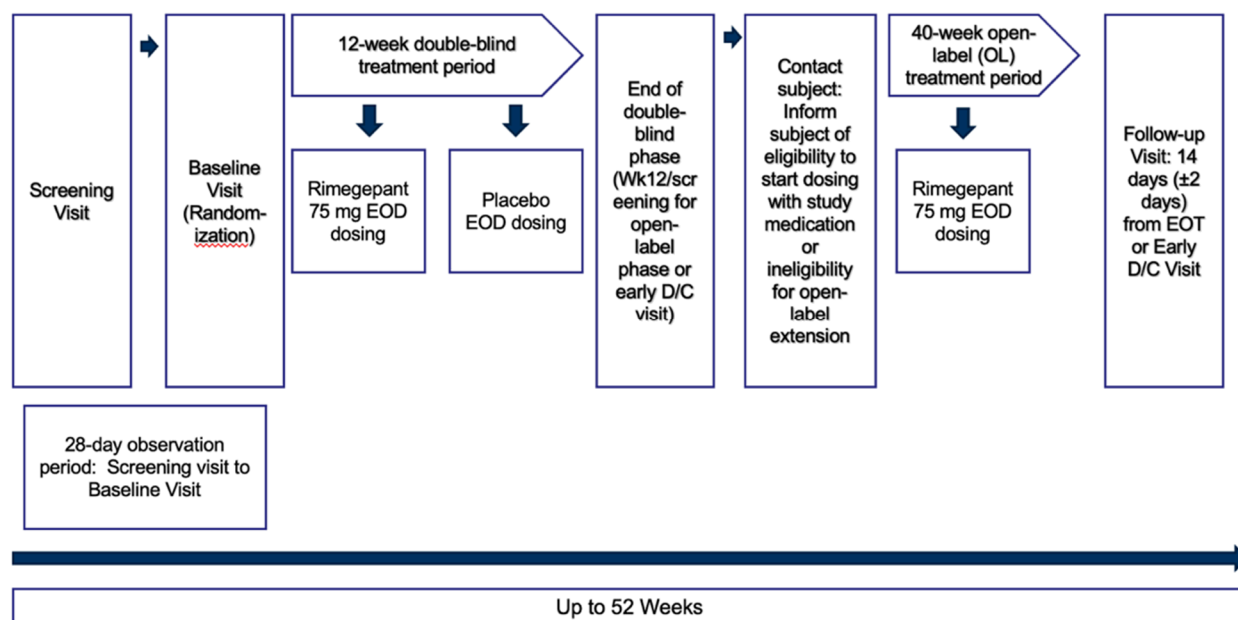 Screening
Visit
Baseline
Visit
(Random-
ization)
12-week double-blind
treatment period
Rimegepant
75 mg EOD
dosing
Placebo
EOD dosing
End of
double-
blind
phase
(Wk12/scr
eening for
open-
label
phase or
early D/C
visit)
Contact
subject:
Inform
subject of
eligibility to
start dosing
with study
medication
or
ineligibility
for open-
label
extension
40-week open-
label (OL)
treatment period
Rimegepant
75 mg EOD
dosing
Follow-up
Visit: 14
days (±2
days)
from EOT
or Early
D/C Visit
28-day observation
period: Screening visit to
Baseline Visit
Up to 52 Weeks